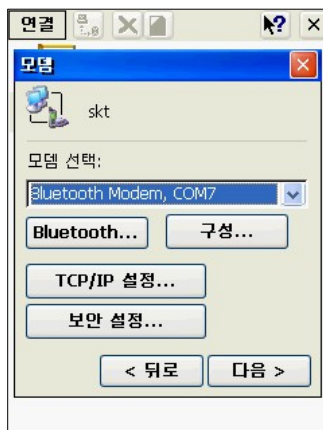 연결
모뎀
skt
모뎀 선택:
Bluetooth Modem, COM7
Bluetooth... 구성...
TCP/IP 설정...
보안 설정...
< 뒤로 다음 >